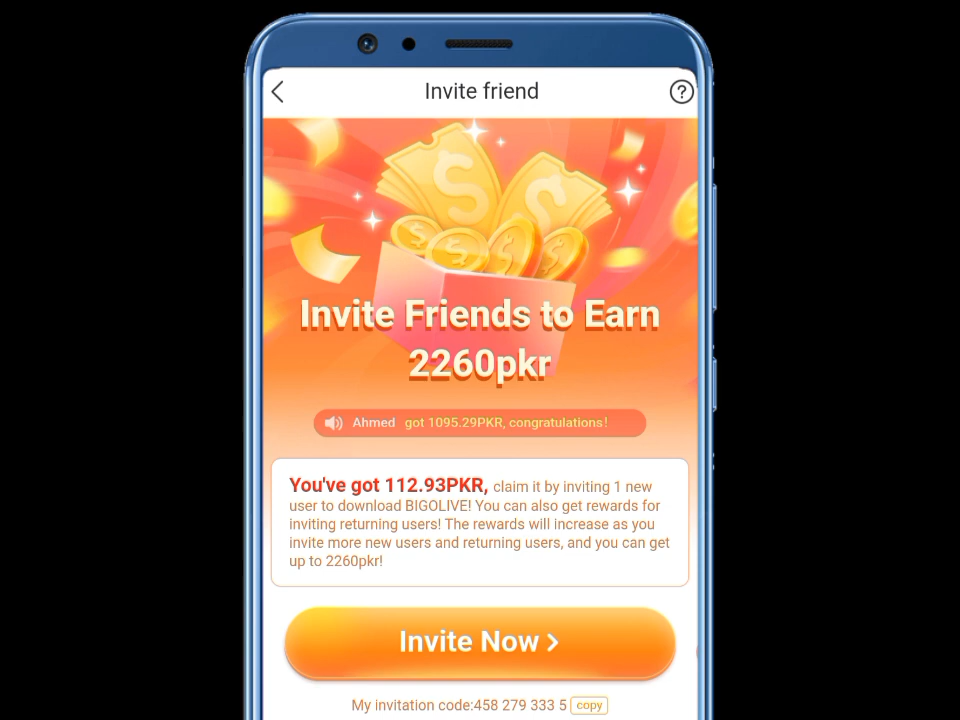 Invite friend
Invite Friends to Earn
2260pkr
Ahmed got 1095.29PKR, congratulations!
You've got 112.93PKR, claim it by inviting 1 new
user to download BIGOLIVE! You can also get rewards for
inviting returning users! The rewards will increase as you
invite more new users and returning users, and you can get
up to 2260pkr!
Invite Now >
My invitation code:458 279 333 5 copy